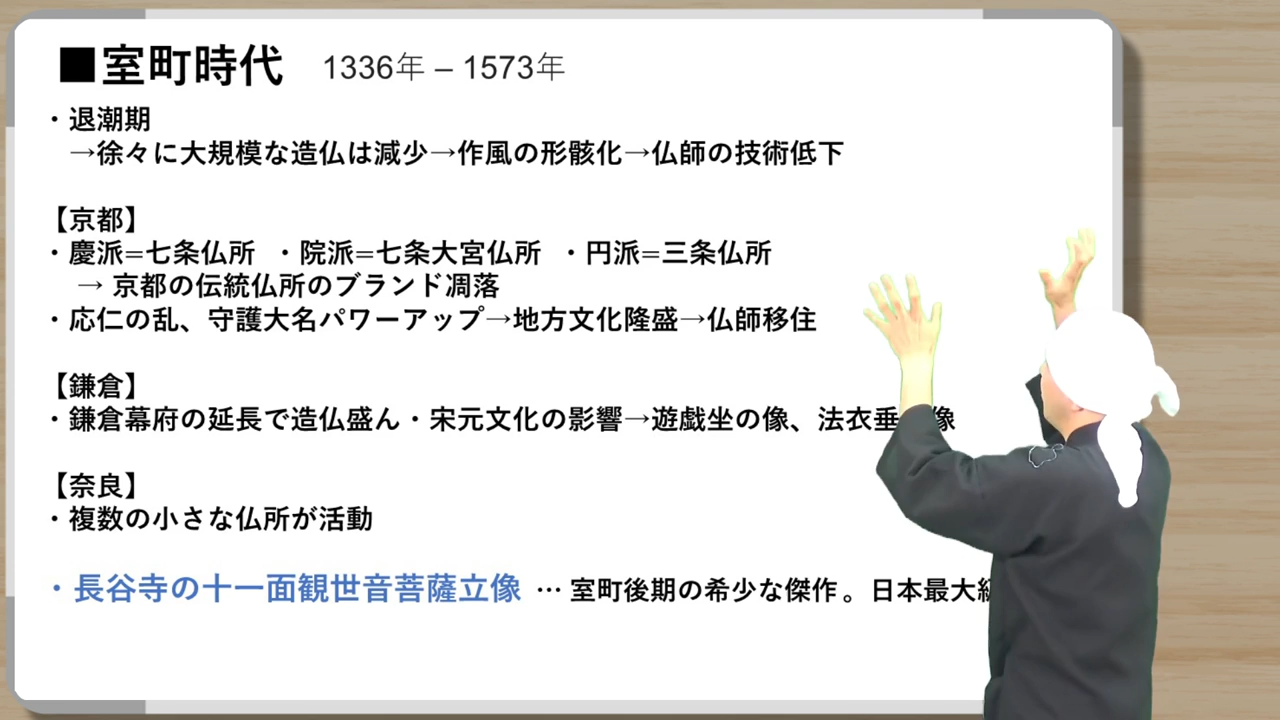 ■室町時代 1336年 – 1573年
・退潮期
→徐々に大規模な造仏は減少→作風の形骸化→仏師の技術低下
【京都】
・慶派=七条仏所 ・院派=七条大宮仏所 ・円派=三条仏所
→ 京都の伝統仏所のブランド凋落
・応仁の乱、守護大名パワーアップ→地方文化隆盛→仏師移住
【鎌倉】
・鎌倉幕府の延長で造仏盛ん・宋元文化の影響→遊戯坐の像、法衣垂 像
【奈良】
・複数の小さな仏所が活動
・長谷寺の十一面観世音菩薩立像 … 室町後期の希少な傑作。日本最大